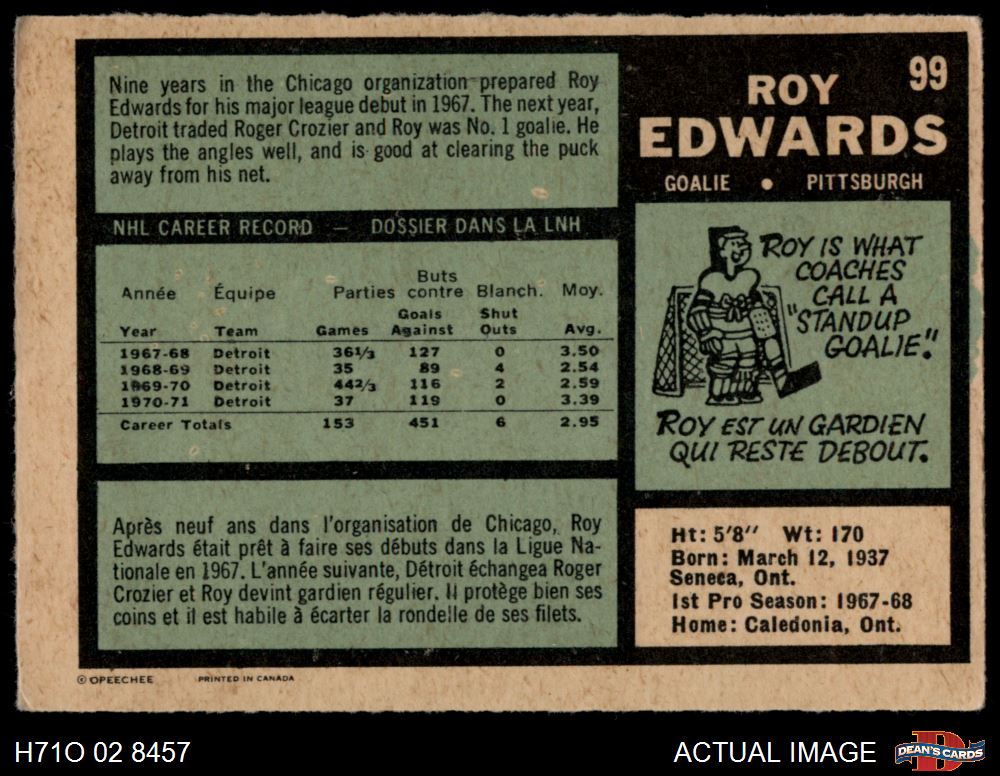 Nine years in the Chicago organization prepared Roy
Edwards for his major league debut in 1967. The next year,
Detroit traded Roger Crozier and Roy was No. 1 goalie. He
plays the angles well, and is good at clearing the puck
away from his net.
NHL CAREER RECORD — DOSSIER DANS LA LNH
Année Équipe Parties Buts contre Blanch. Moy.
Year Team Games Goals Against Shut Outs Avg.
1967-68 Detroit 36 1/3 127 0 3.50
1968-69 Detroit 35 89 4 2.54
1969-70 Detroit 44 2/3 116 2 2.59
1970-71 Detroit 37 119 0 3.39
Career Totals 153 451 6 2.95
Après neuf ans dans l'organisation de Chicago, Roy
Edwards était prêt à faire ses débuts dans la Ligue Na-
tionale en 1967. L'année suivante, Détroit échangea Roger
Crozier et Roy devint gardien régulier. Il protège bien ses
coins et il est habile à écarter la rondelle de ses filets.
99
ROY
EDWARDS
GOALIE • PITTSBURGH
ROY IS WHAT
COACHES
CALL A
"STANDUP
GOALIE."
ROY EST UN GARDIEN
QUI RESTE DEBOUT.
Ht: 5'8'' Wt: 170
Born: March 12, 1937
Seneca, Ont.
1st Pro Season: 1967-68
Home: Caledonia, Ont.
© OPEECHEE PRINTED IN CANADA
H71O 02 8457
ACTUAL IMAGE
DEAN'S CARDS